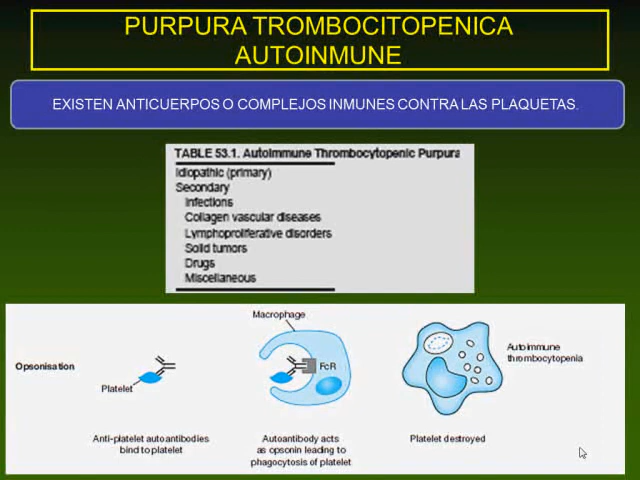 PURPURA TROMBOCITOPENICA
AUTOINMUNE
EXISTEN ANTICUERPOS O COMPLEJOS INMUNES CONTRA LAS PLAQUETAS.
TABLE 53.1. Autoimmune Thrombocytopenic Purpura
Idiopathic (primary)
Secondary
Infections
Collagen vascular diseases
Lymphoproliferative disorders
Solid tumors
Drugs
Miscellaneous
Macrophage
Opsonisation
FcR
Autoimmune
thrombocytopenia
Platelet
Anti-platelet autoantibodies
bind to platelet
Autoantibody acts
as opsonin leading to
phagocytosis of platelet
Platelet destroyed